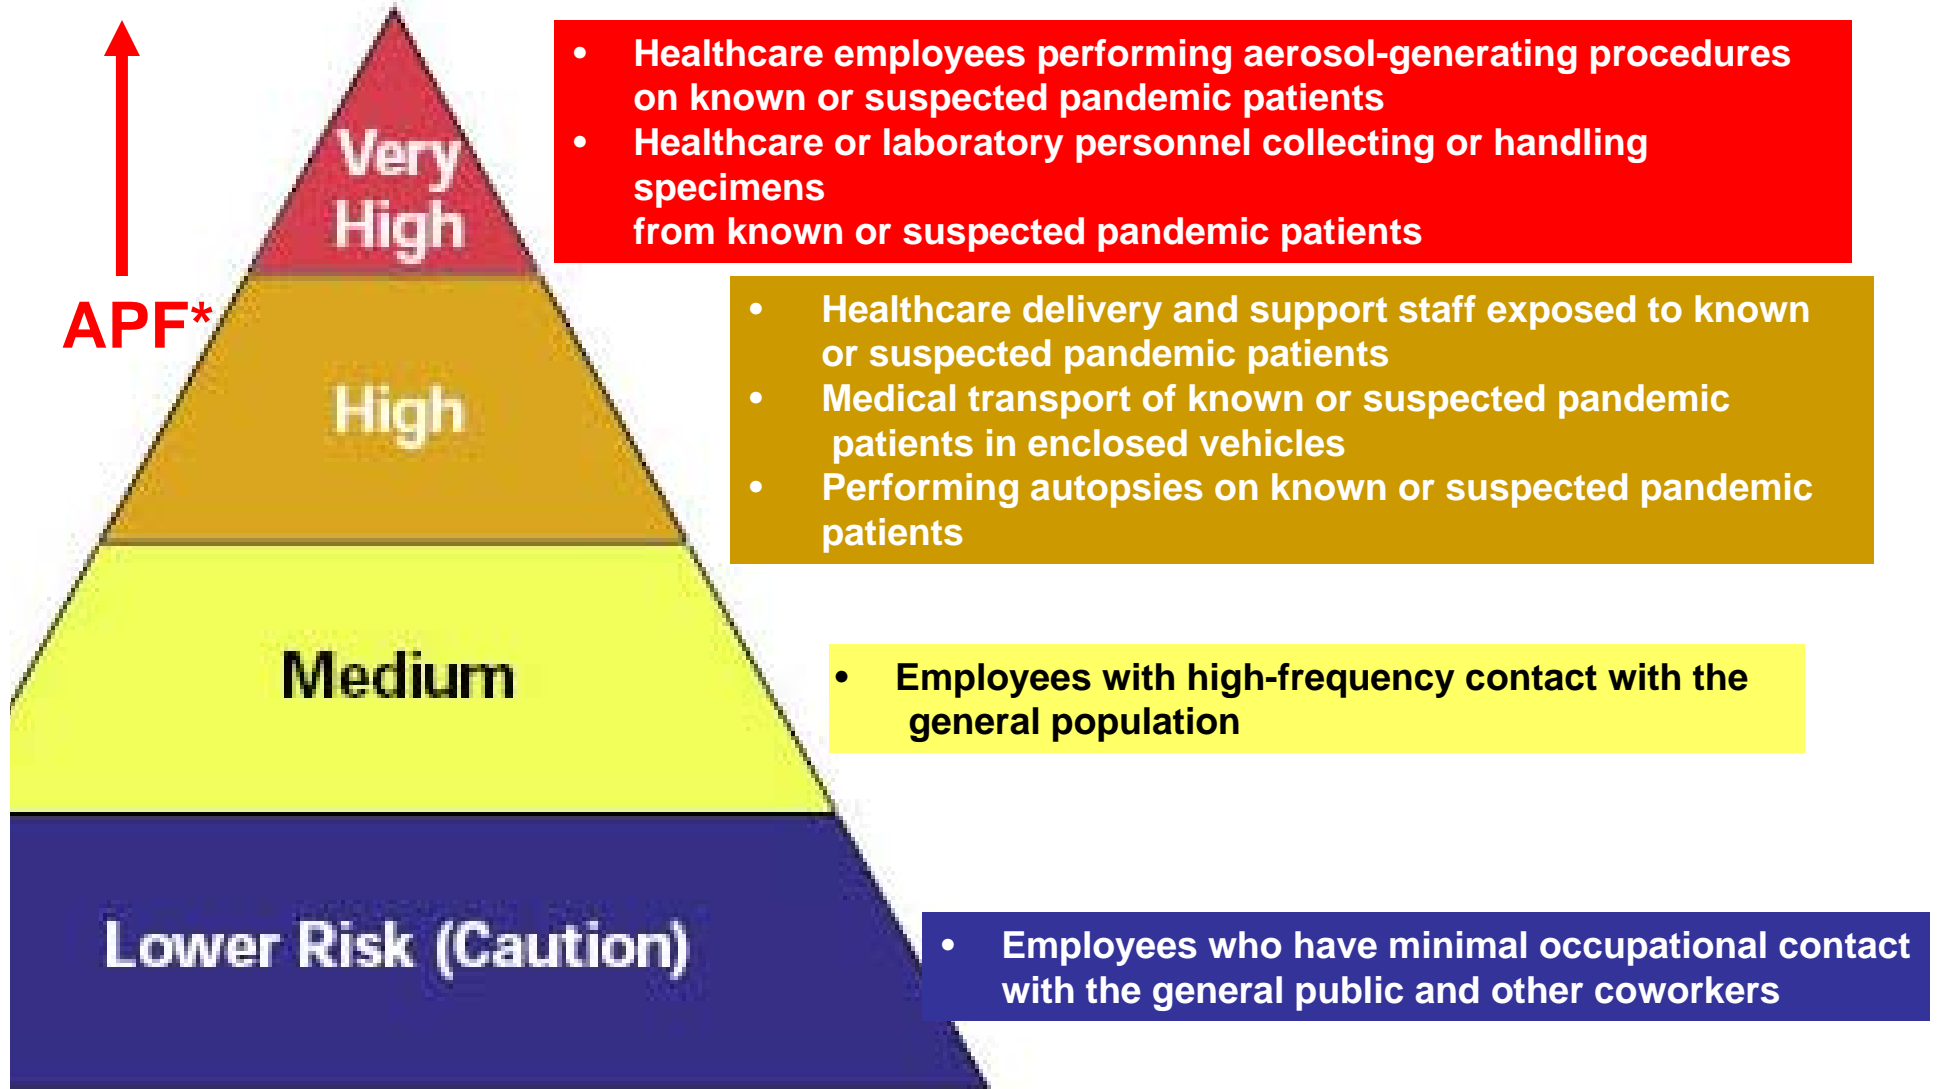 • Healthcare employees performing aerosol-generating procedures
on known or suspected pandemic patients
• Healthcare or laboratory personnel collecting or handling
specimens
from known or suspected pandemic patients
Very
High
APF*
• Healthcare delivery and support staff exposed to known
or suspected pandemic patients
• Medical transport of known or suspected pandemic
patients in enclosed vehicles
• Performing autopsies on known or suspected pandemic
patients
High
Medium
• Employees with high-frequency contact with the
general population
Lower Risk (Caution)
• Employees who have minimal occupational contact
with the general public and other coworkers